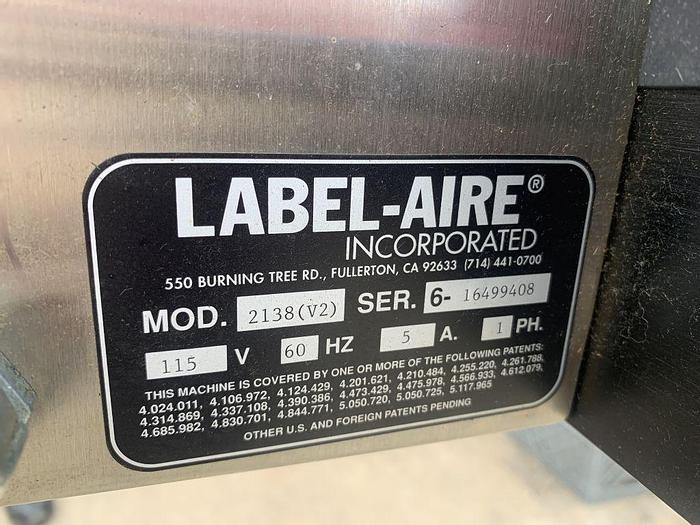 LABEL-AIRE®
INCORPORATED
550 BURNING TREE RD., FULLERTON, CA 92633 (714) 441-0700
MOD. 2138(V2) SER. 6- 16499408
115 V 60 HZ 5 A. 1 PH.
THIS MACHINE IS COVERED BY ONE OR MORE OF THE FOLLOWING PATENTS:
4.024.011, 4.106.972, 4.124.429, 4.201.621, 4.210.484, 4.255.220, 4.261.788,
4.314.869, 4.337.108, 4.390.386, 4.473.429, 4.475.978, 4.566.933, 4.612.079,
4.685.982, 4.830.701, 4.844.771, 5.050.720, 5.050.725, 5.117.965
OTHER U.S. AND FOREIGN PATENTS PENDING